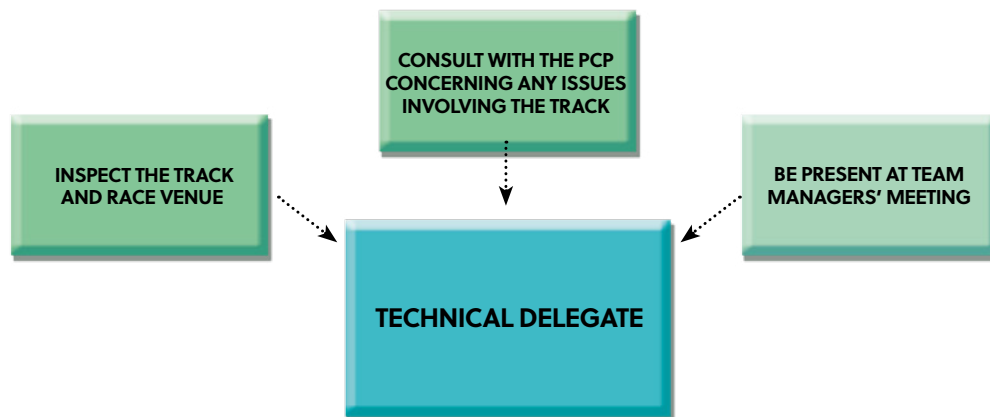 CONSULT WITH THE PCP
CONCERNING ANY ISSUES
INVOLVING THE TRACK
INSPECT THE TRACK
AND RACE VENUE
BE PRESENT AT TEAM
MANAGERS' MEETING
TECHNICAL DELEGATE